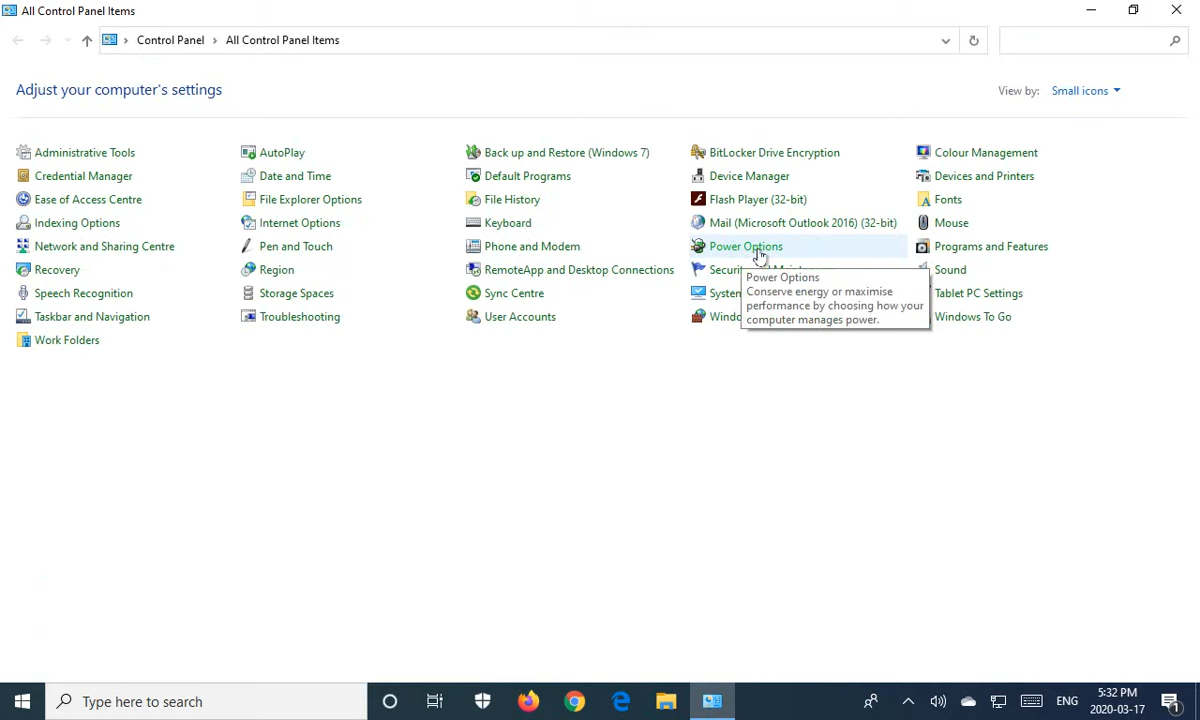 All Control Panel Items
Control Panel > All Control Panel Items
Adjust your computer's settings
View by: Small icons
Administrative Tools
AutoPlay
Back up and Restore (Windows 7)
BitLocker Drive Encryption
Colour Management
Credential Manager
Date and Time
Default Programs
Device Manager
Devices and Printers
Ease of Access Centre
File Explorer Options
File History
Flash Player (32-bit)
Fonts
Indexing Options
Internet Options
Keyboard
Mail (Microsoft Outlook 2016) (32-bit)
Mouse
Network and Sharing Centre
Pen and Touch
Phone and Modem
Power Options
Programs and Features
Recovery
Region
RemoteApp and Desktop Connections
Sound
Speech Recognition
Storage Spaces
Sync Centre
System
Tablet PC Settings
Taskbar and Navigation
Troubleshooting
User Accounts
Windows To Go
Work Folders
Power Options
Conserve energy or maximise
performance by choosing how your
computer manages power.
Type here to search
ENG
5:32 PM
2020-03-17
1